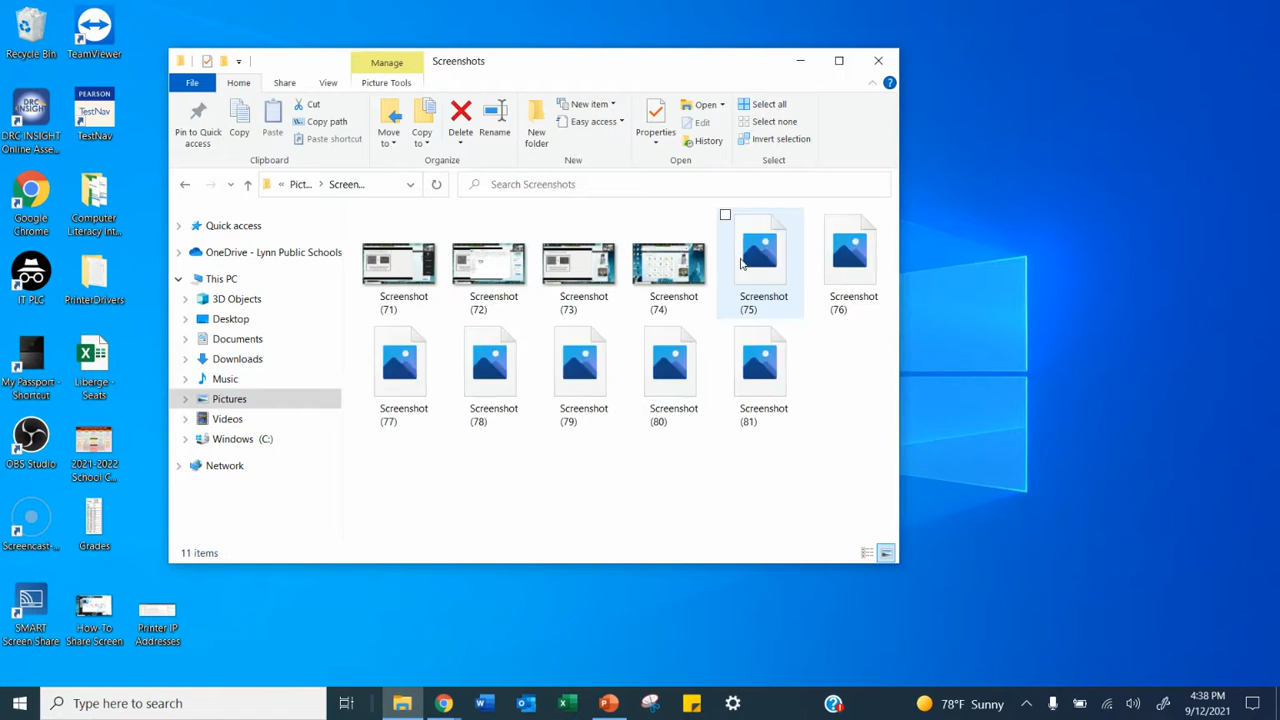 Recycle Bin
TeamViewer
DRC INSIGHT
Online Asse...
TestNav
Google
Chrome
Computer
Literacy Int...
IT PLC
PrinterDrivers
My Passport -
Shortcut
Liberge -
Seats
OBS Studio
2021-2022
School C...
Screencast-...
Grades
SMART
Screen Share
How-To
Share Screen
Printer IP
Addresses
Manage
Screenshots
File
Home
Share
View
Picture Tools
Pin to Quick
access
Copy
Paste
Cut
Copy path
Paste shortcut
Clipboard
Move
to
Copy
to
Delete
Rename
Organize
New
folder
New item
Easy access
New
Properties
Open
Edit
History
Open
Select all
Select none
Invert selection
Select
« Pict... > Screen...
Search Screenshots
Quick access
OneDrive - Lynn Public Schools
This PC
3D Objects
Desktop
Documents
Downloads
Music
Pictures
Videos
Windows (C:)
Network
Screenshot
(71)
Screenshot
(72)
Screenshot
(73)
Screenshot
(74)
Screenshot
(75)
Screenshot
(76)
Screenshot
(77)
Screenshot
(78)
Screenshot
(79)
Screenshot
(80)
Screenshot
(81)
11 items
Type here to search
78°F Sunny
4:38 PM
9/12/2021